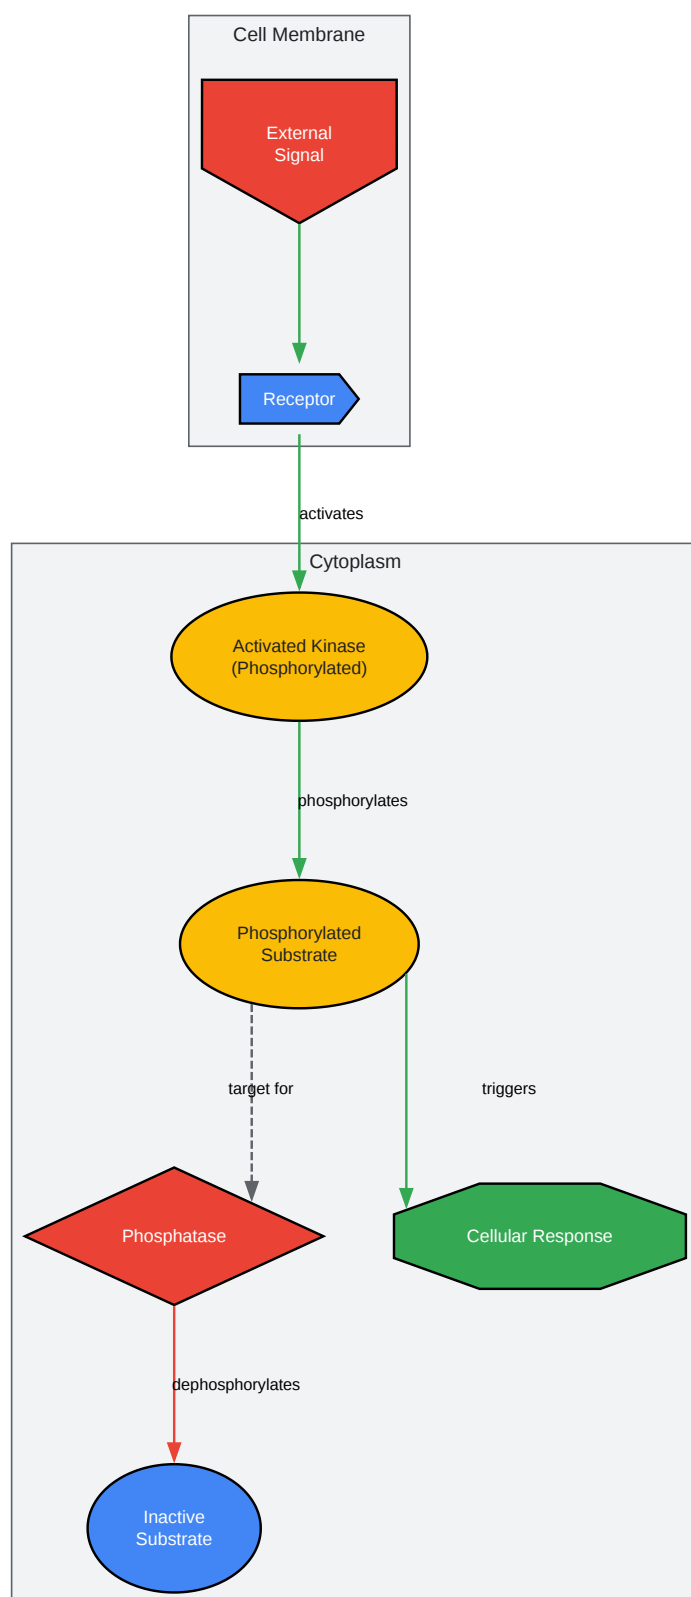 Cell Membrane
External
Signal
Receptor
activates
Cytoplasm
Activated Kinase
(Phosphorylated)
phosphorylates
Phosphorylated
Substrate
target for
triggers
Phosphatase
Cellular Response
dephosphorylates
Inactive
Substrate